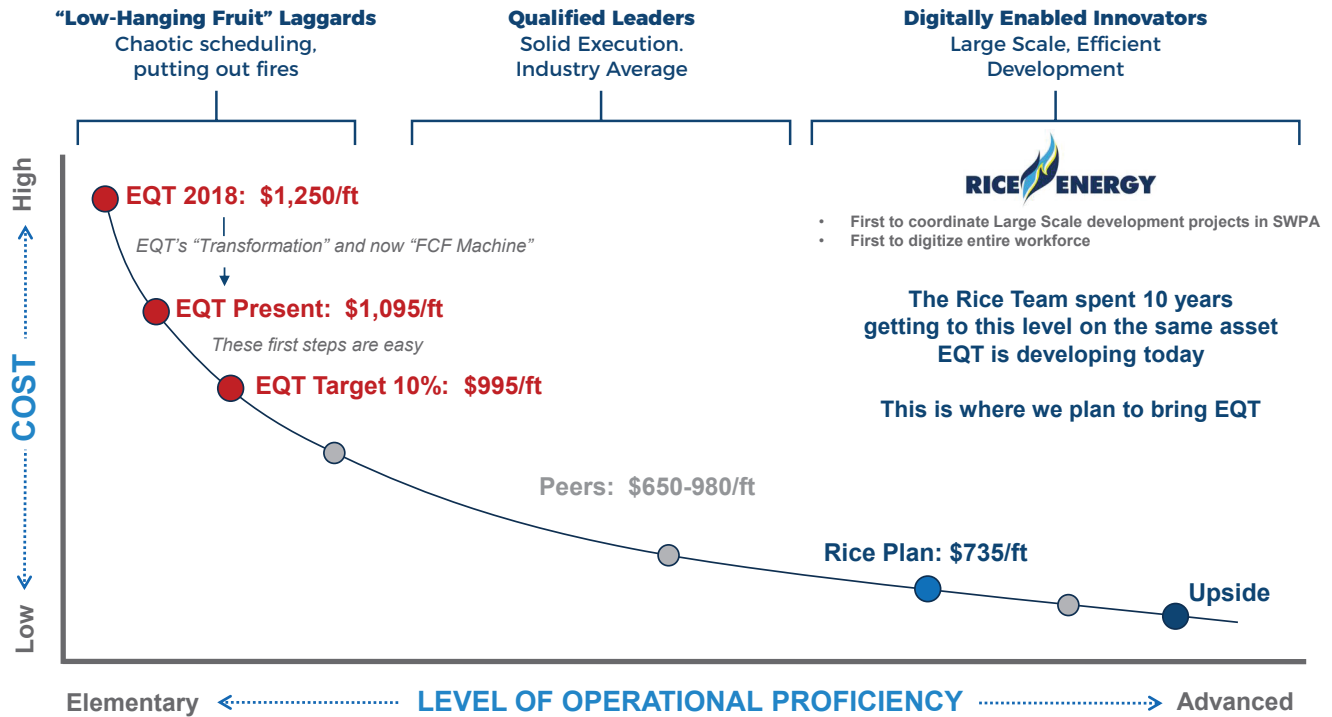 “Low-Hanging Fruit” Laggards
Chaotic scheduling,
putting out fires
Qualified Leaders
Solid Execution.
Industry Average
Digitally Enabled Innovators
Large Scale, Efficient
Development
RICE ENERGY
• First to coordinate Large Scale development projects in SWPA
• First to digitize entire workforce
The Rice Team spent 10 years
getting to this level on the same asset
EQT is developing today
This is where we plan to bring EQT
High
COST
Low
EQT 2018: $1,250/ft
EQT’s “Transformation” and now “FCF Machine”
EQT Present: $1,095/ft
These first steps are easy
EQT Target 10%: $995/ft
Peers: $650-980/ft
Rice Plan: $735/ft
Upside
Elementary
LEVEL OF OPERATIONAL PROFICIENCY
Advanced